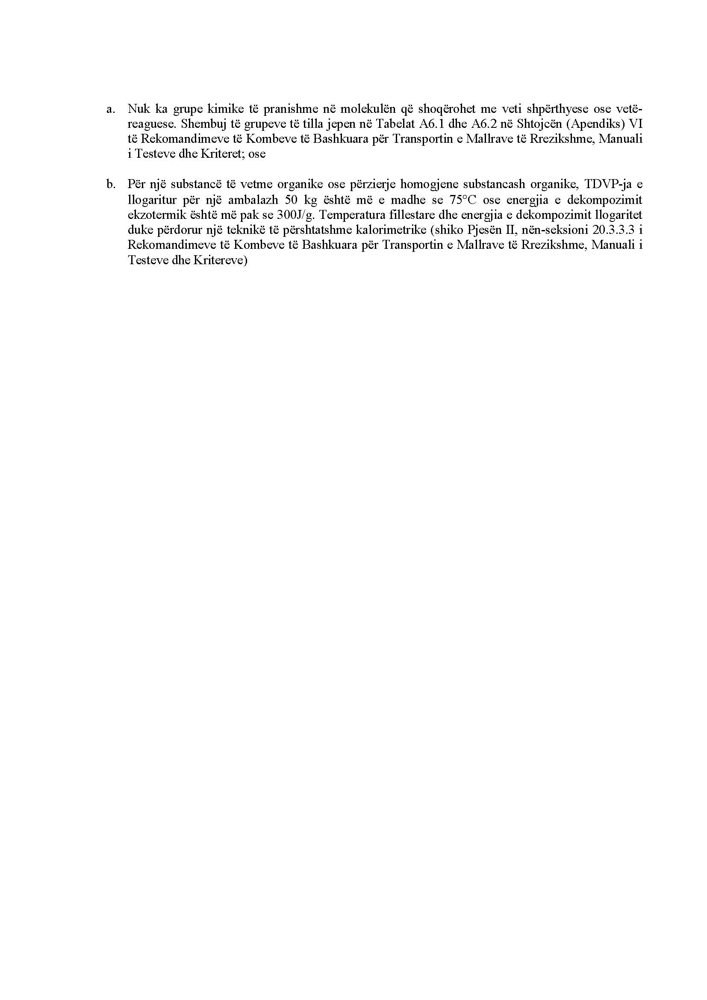 a. Nuk ka grupe kimike të pranishme në molekulën që shoqërohet me veti shpërthyese ose vetë-
reaguese. Shembuj të grupeve të tilla jepen në Tabelat A6.1 dhe A6.2 në Shtojcën (Apendiks) VI
të Rekomandimeve të Kombeve të Bashkuara për Transportin e Mallrave të Rrezikshme, Manuali
i Testeve dhe Kriteret; ose
b. Për një substancë të vetme organike ose përzierje homogjene substancash organike, TDVP-ja e
llogaritur për një ambalazh 50 kg është më e madhe se 75°C ose energjia e dekompozimit
ekzotermik është më pak se 300J/g. Temperatura fillestare dhe energjia e dekompozimit llogaritet
duke përdorur një teknikë të përshtatshme kalorimetrike (shiko Pjesën II, nën-seksioni 20.3.3.3 i
Rekomandimeve të Kombeve të Bashkuara për Transportin e Mallrave të Rrezikshme, Manuali i
Testeve dhe Kritereve)